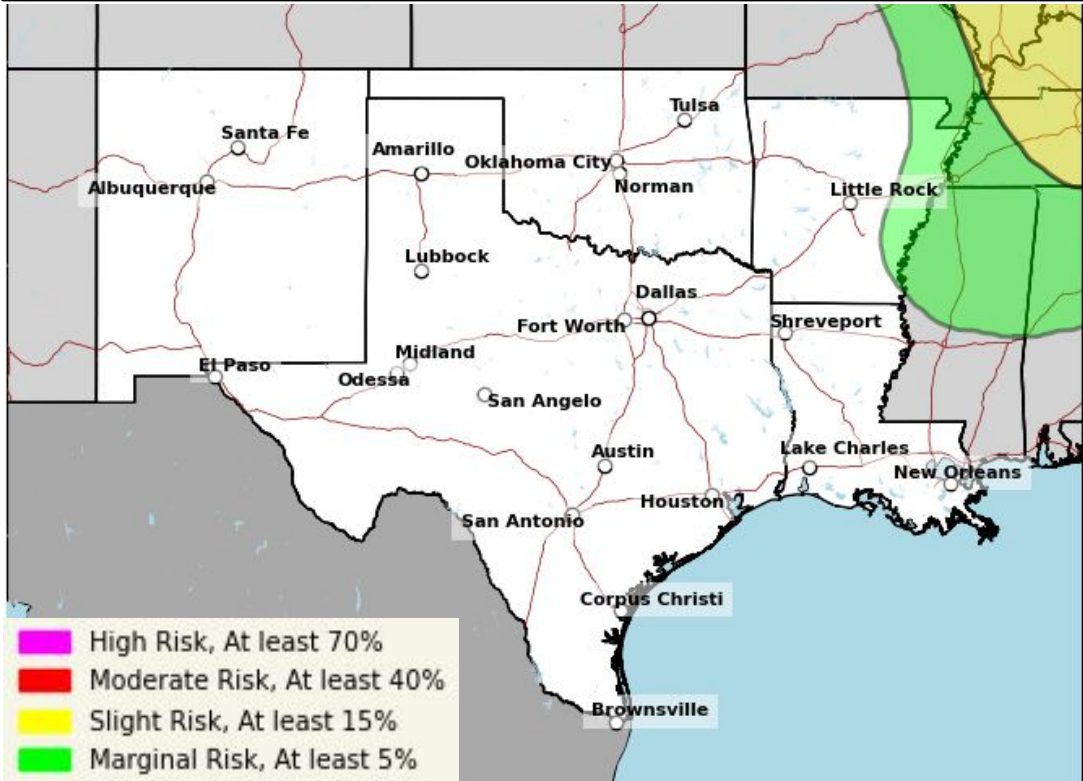 Tulsa
Santa Fe
Amarillo
Oklahoma City
Norman
Albuquerque
Little Rock
Lubbock
Dallas
Fort Worth
Shreveport
Midland
El Paso
Odessa
San Angelo
Austin
Lake Charles
New Orleans
Houston
San Antonio
Corpus Christi
Brownsville
High Risk, At least 70%
Moderate Risk, At least 40%
Slight Risk, At least 15%
Marginal Risk, At least 5%